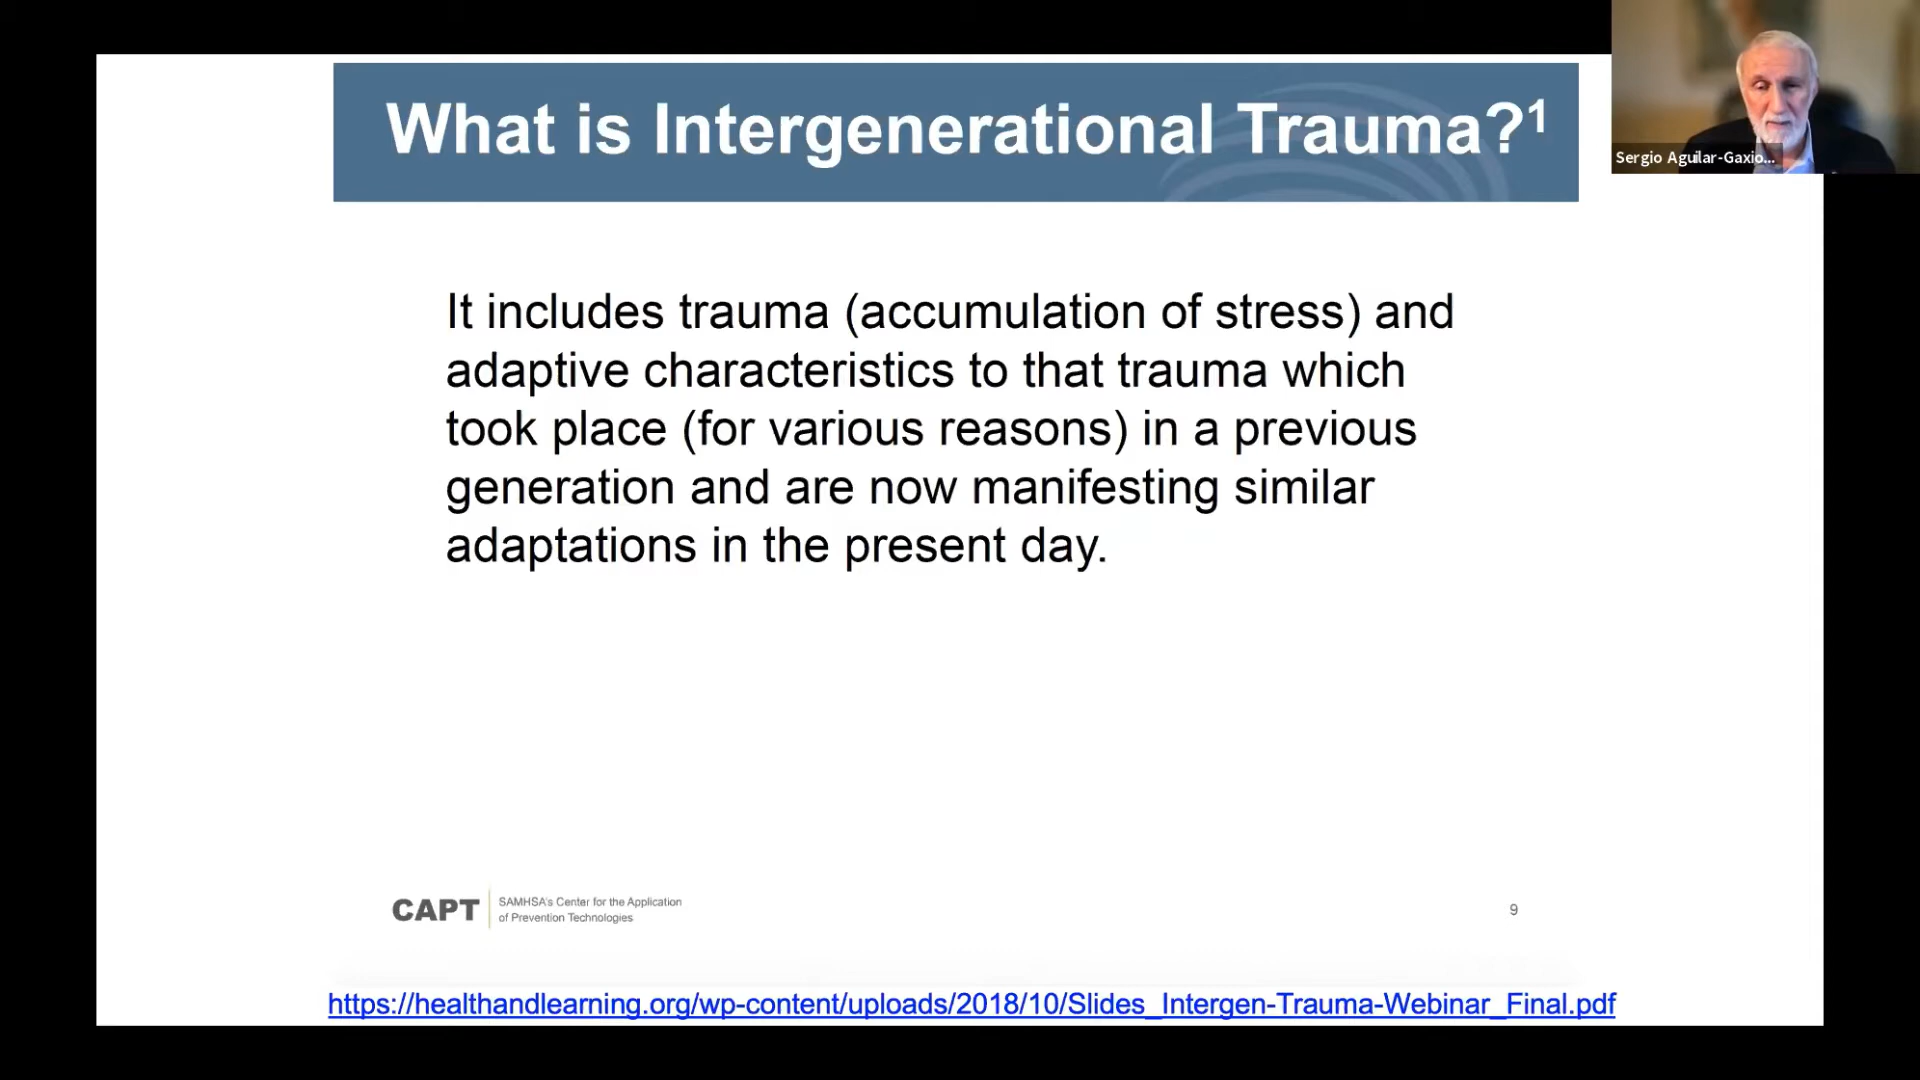 What is Intergenerational Trauma?¹
Sergio Aguilar-Gaxio...
It includes trauma (accumulation of stress) and
adaptive characteristics to that trauma which
took place (for various reasons) in a previous
generation and are now manifesting similar
adaptations in the present day.
CAPT
SAMHSA's Center for the Application
of Prevention Technologies
9
https://healthandlearning.org/wp-content/uploads/2018/10/Slides_Intergen-Trauma-Webinar_Final.pdf